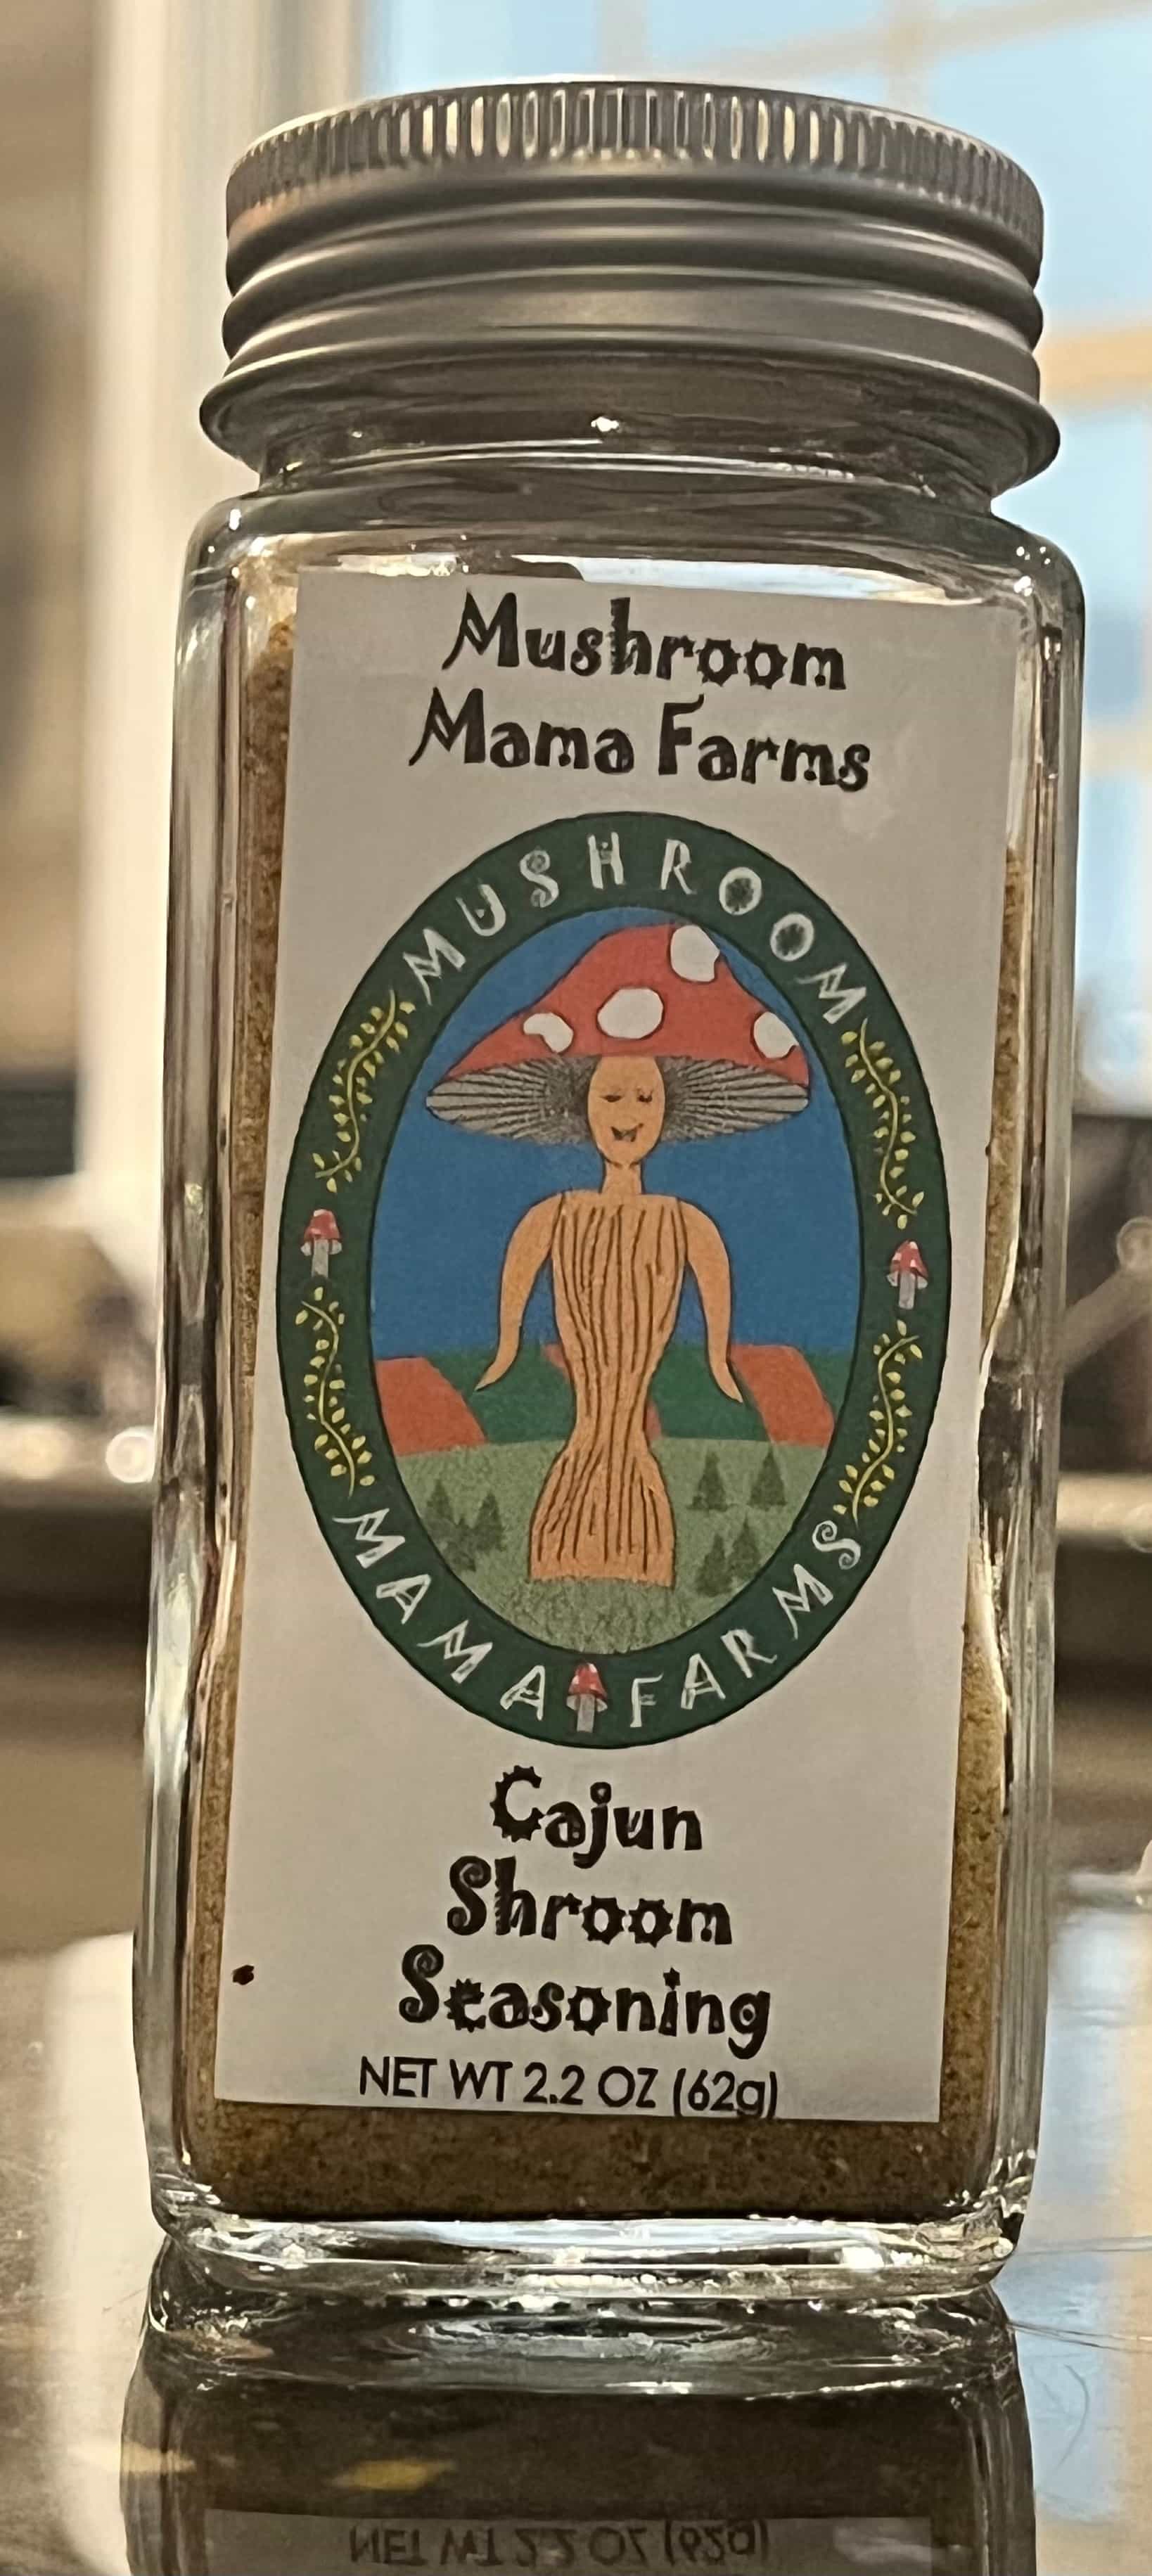 Mushroom
Mama Farms
MUSHROOM
MAMA FARMS
Cajun
Shroom
Seasoning
NET WT 2.2 OZ (62g)